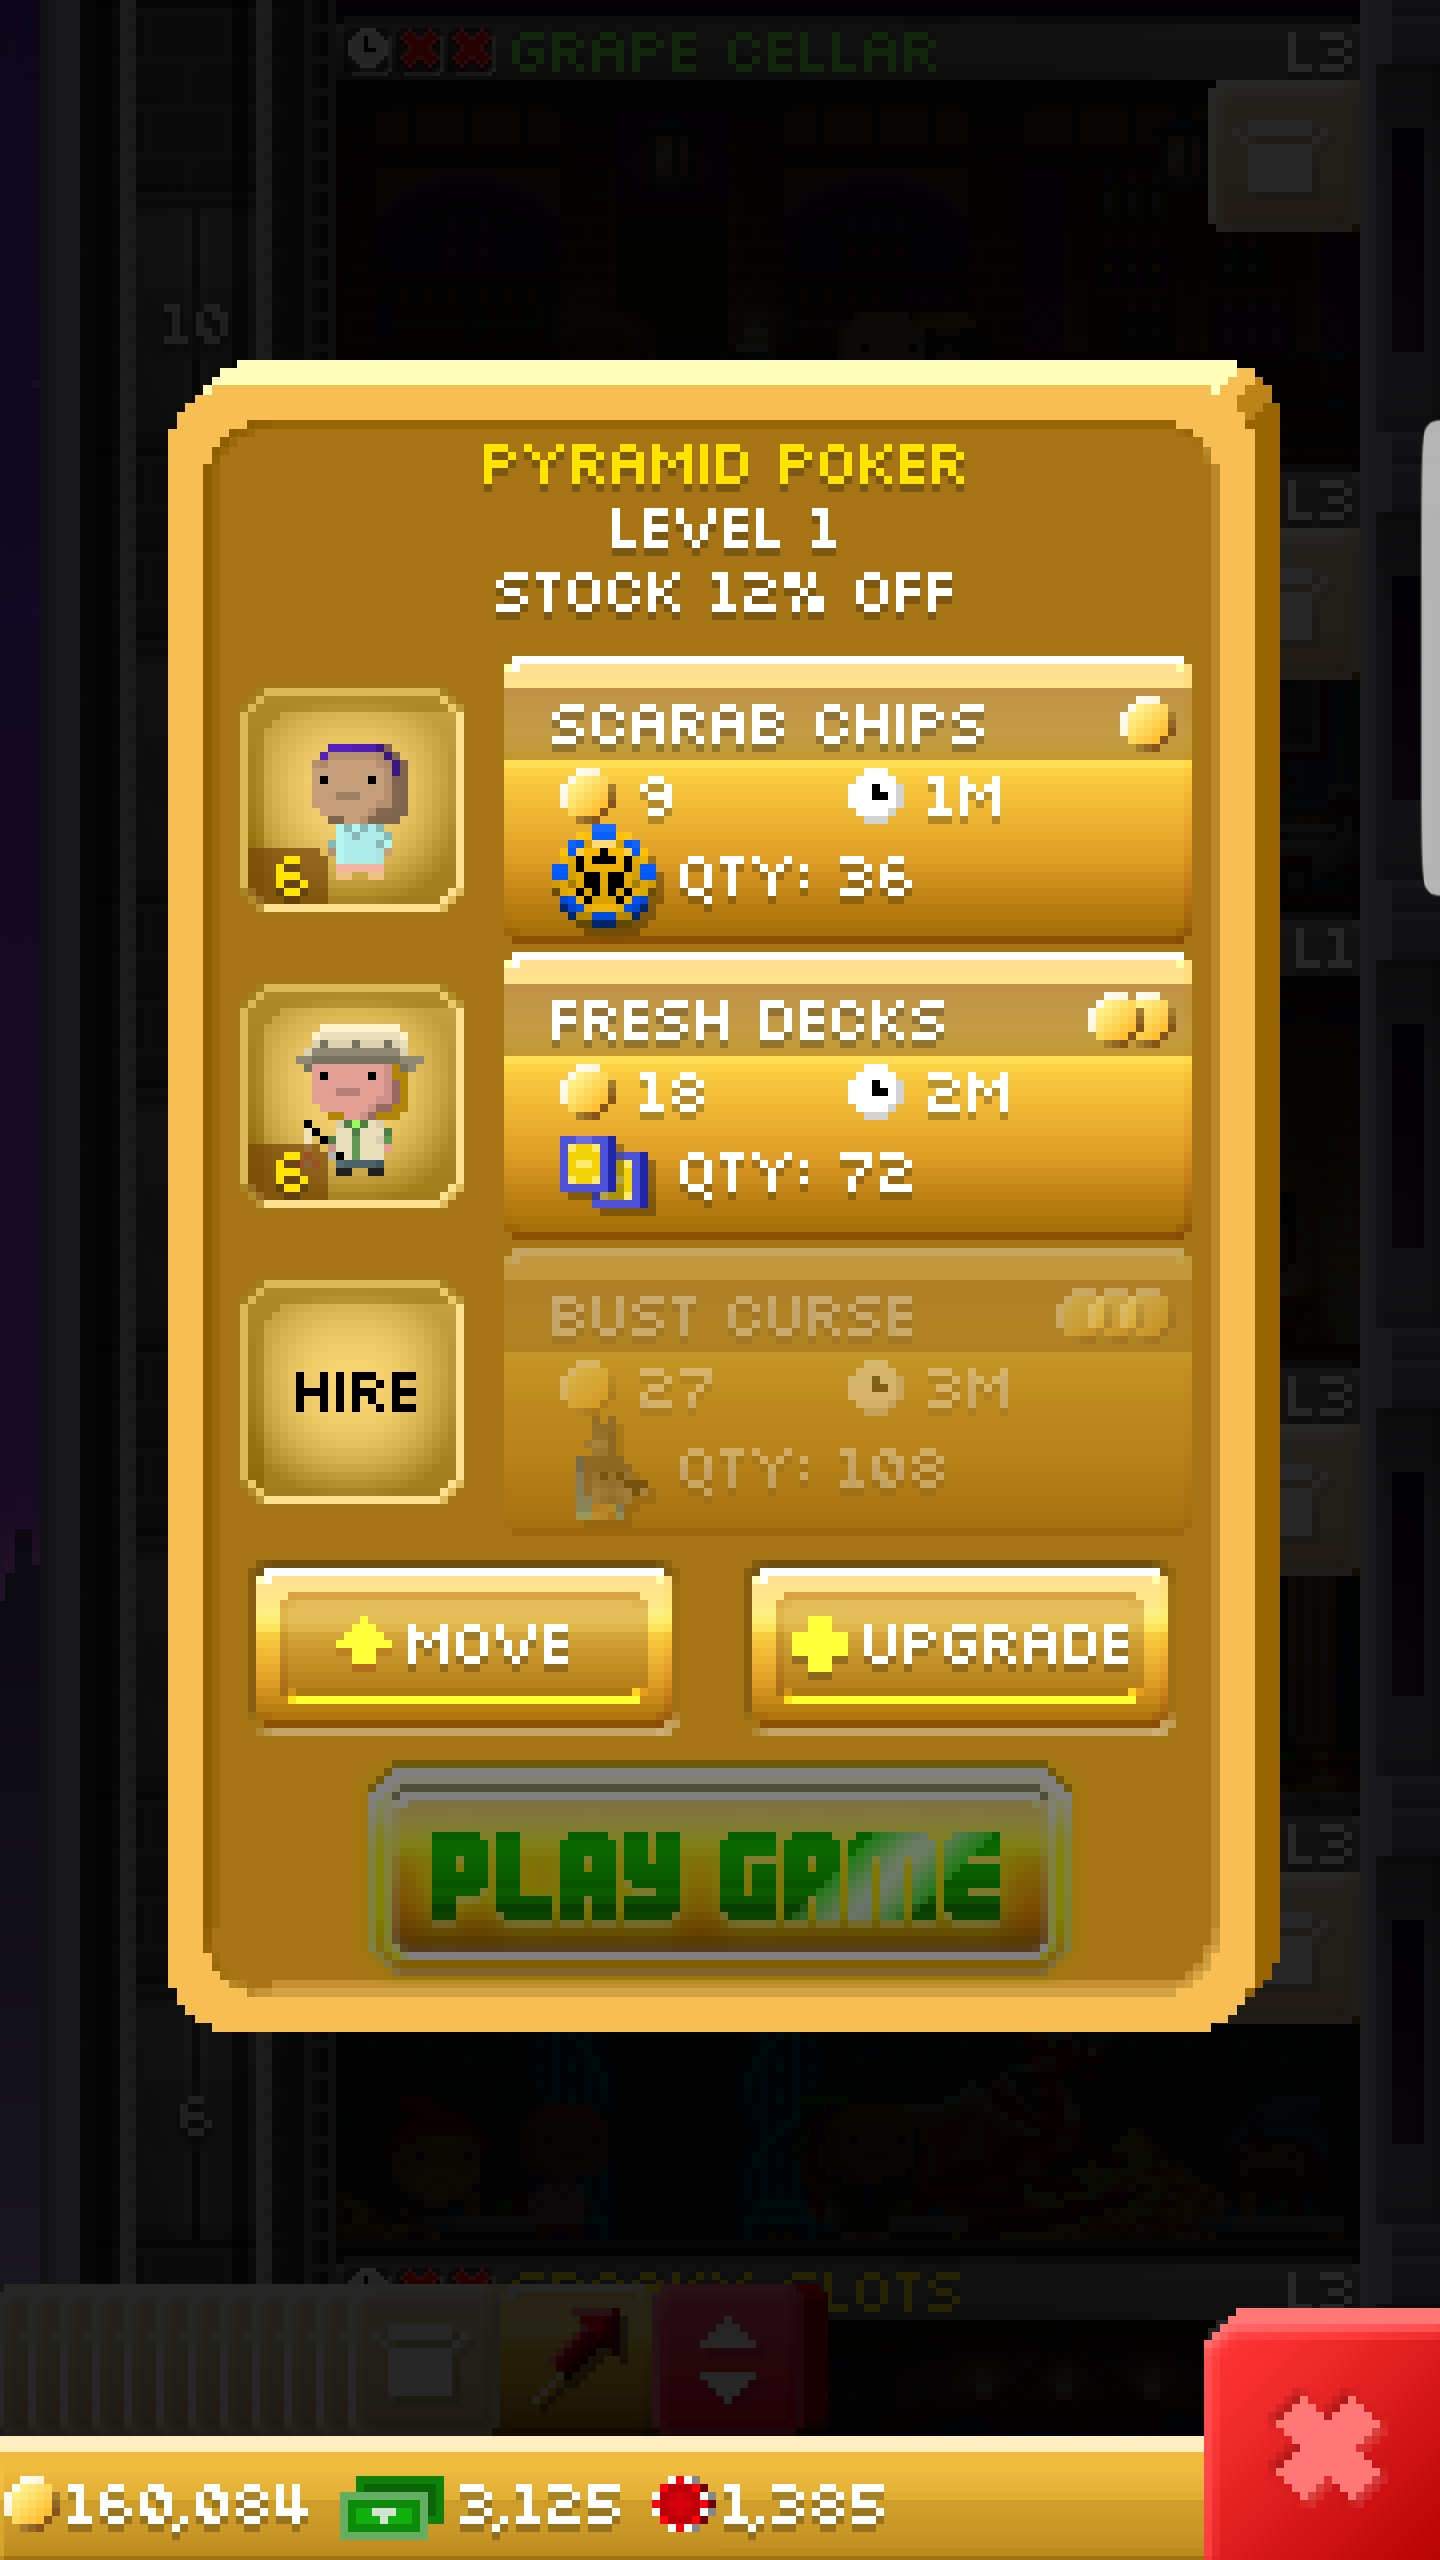 GRAPE CELLAR L3
10
L3
PYRAMID POKER
LEVEL 1
STOCK 12% OFF
SCARAB CHIPS
9 1M
6
QTY: 36
L1
FRESH DECKS
18 2M
6
QTY: 72
BUST CURSE
27 3M
HIRE
L3
QTY: 108
MOVE
UPGRADE
L3
PLAY GAME
6
SLOTS L3
160,084 3,125 1,385